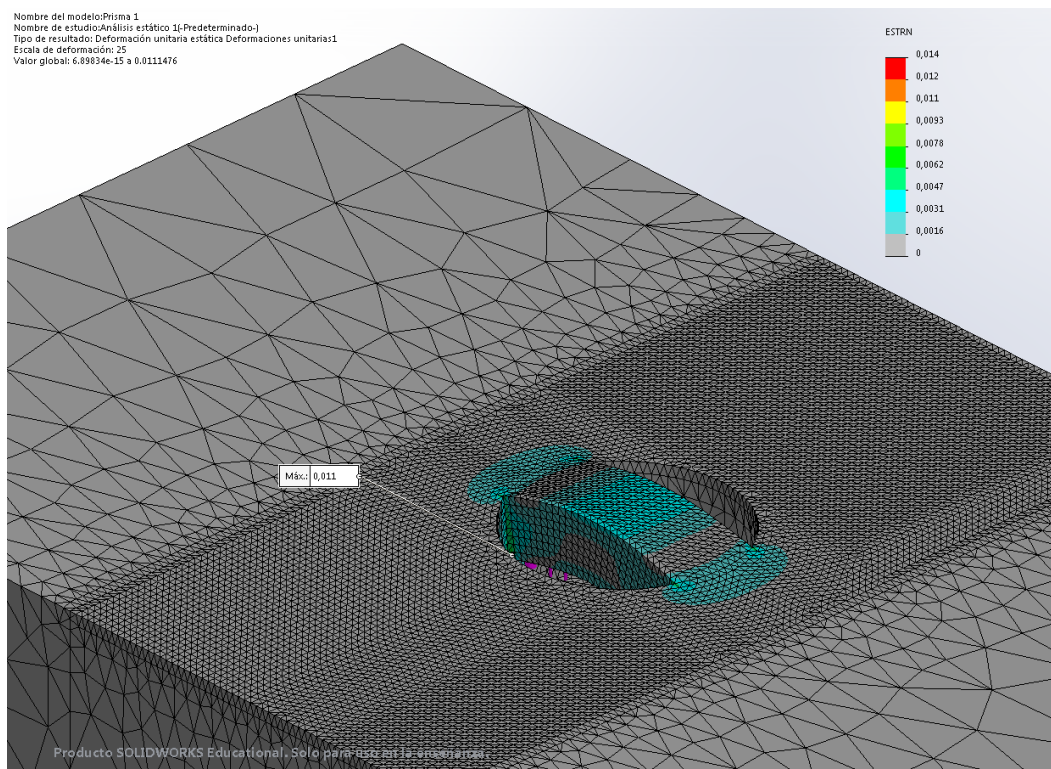 Nombre del modelo:Prisma 1
Nombre de estudio:Análisis estático 1(-Predeterminado-)
Tipo de resultado: Deformación unitaria estática Deformaciones unitarias1
Escala de deformación: 25
Valor global: 6.89834e-15 a 0.0111476
ESTRN
0,014
0,012
0,011
0,0093
0,0078
0,0062
0,0047
0,0031
0,0016
0
Máx.: 0,011
Producto SOLIDWORKS Educational. Solo para uso en la enseñanza.